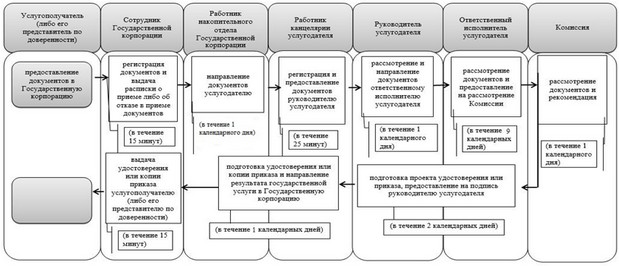 Услугополучатель
(либо его
представитель по
доверенности)
Сотрудник
Государственной
корпорации
Работник
накопительного
отдела
Государственной
корпорации
Работник
канцелярии
услугодателя
Руководитель
услугодателя
Ответственный
исполнитель
услугодателя
Комиссия
предоставление
документов в
Государственную
корпорацию
регистрация
документов и
выдача
расписки о
приеме либо об
отказе в приеме
документов
(в течение
15 минут)
направление
документов
услугодателю
(в течение 1
календарного дня)
регистрация и
предоставление
документов
руководителю
услугодателя
(в течение
25 минут)
рассмотрение и
направление
документов
ответственному
исполнителю
услугодателя
(в течение 1
календарного
дня)
рассмотрение
документов и
предоставление
на рассмотрение
Комиссии
(в течение 9
календарных
дней)
рассмотрение
документов и
рекомендация
(в течение 1
календарного
дня)
выдача
удостоверения
или копии
приказа
услугополучателю
(либо его
представителю по
доверенности)
(в течение 15
минут)
подготовка удостоверения или
копии приказа и направление
результата государственной
услуги в Государственную
корпорацию
(в течение 1 календарных дней)
подготовка проекта удостоверения или
приказа, предоставление на подпись
руководителю услугодателя
(в течение 2 календарных дней)